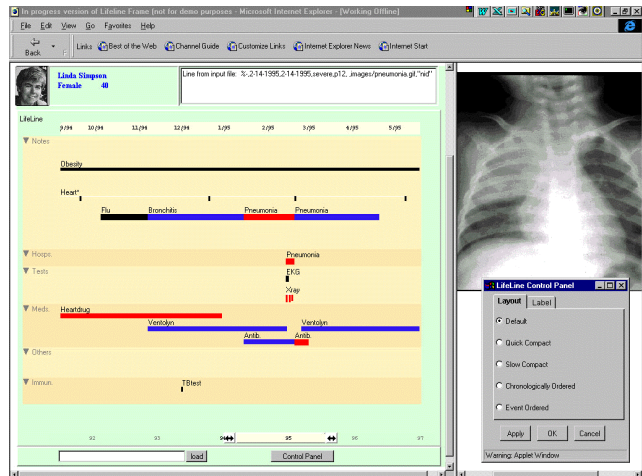 In progress version of Lifeline Frame (not for demo purposes - Microsoft Internet Explorer - [Working Offline]
File Edit View Go Favorites Help
Back
Links Best of the Web Channel Guide Customize Links Internet Explorer News Internet Start
Linda Simpson
Female 40
Line from input file: %-,2-14-1995,2-14-1995,severe,p12, ,images/pneumonia.gif,"nid"
LifeLine
9/94 10/94 11/94 12/94 1/95 2/95 3/95 4/95 5/95
Notes
Obesity
Heart*
Flu Bronchitis Pneumonia Pneumonia
Hosps.
Pneumonia
Tests
EKG
Xray
Meds.
Heartdrug
Ventolyn Ventolyn
Antib. Antib.
Others
Immun.
TBtest
92 93 94 95 96 97
load Control Panel
LifeLine Control Panel
Layout Label
Default
Quick Compact
Slow Compact
Chronologically Ordered
Event Ordered
Apply OK Cancel
Warning: Applet Window